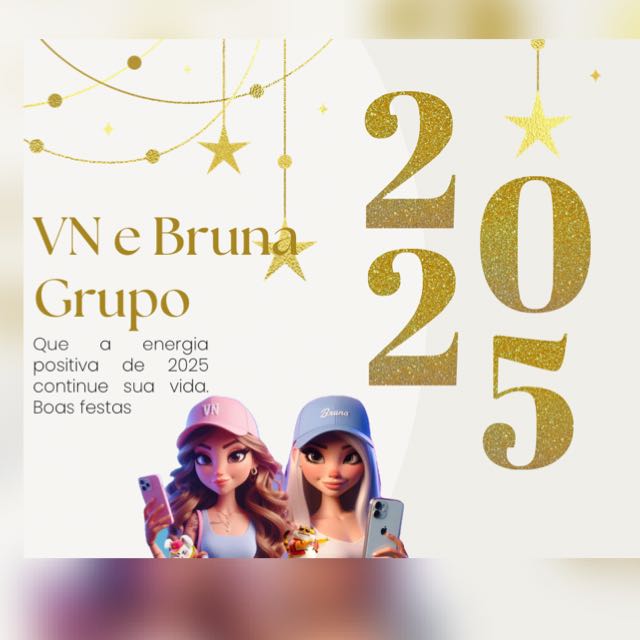 VN e Bruna
Grupo
Que a energia
positiva de 2025
continue sua vida.
Boas festas
2025
VN
Bruna